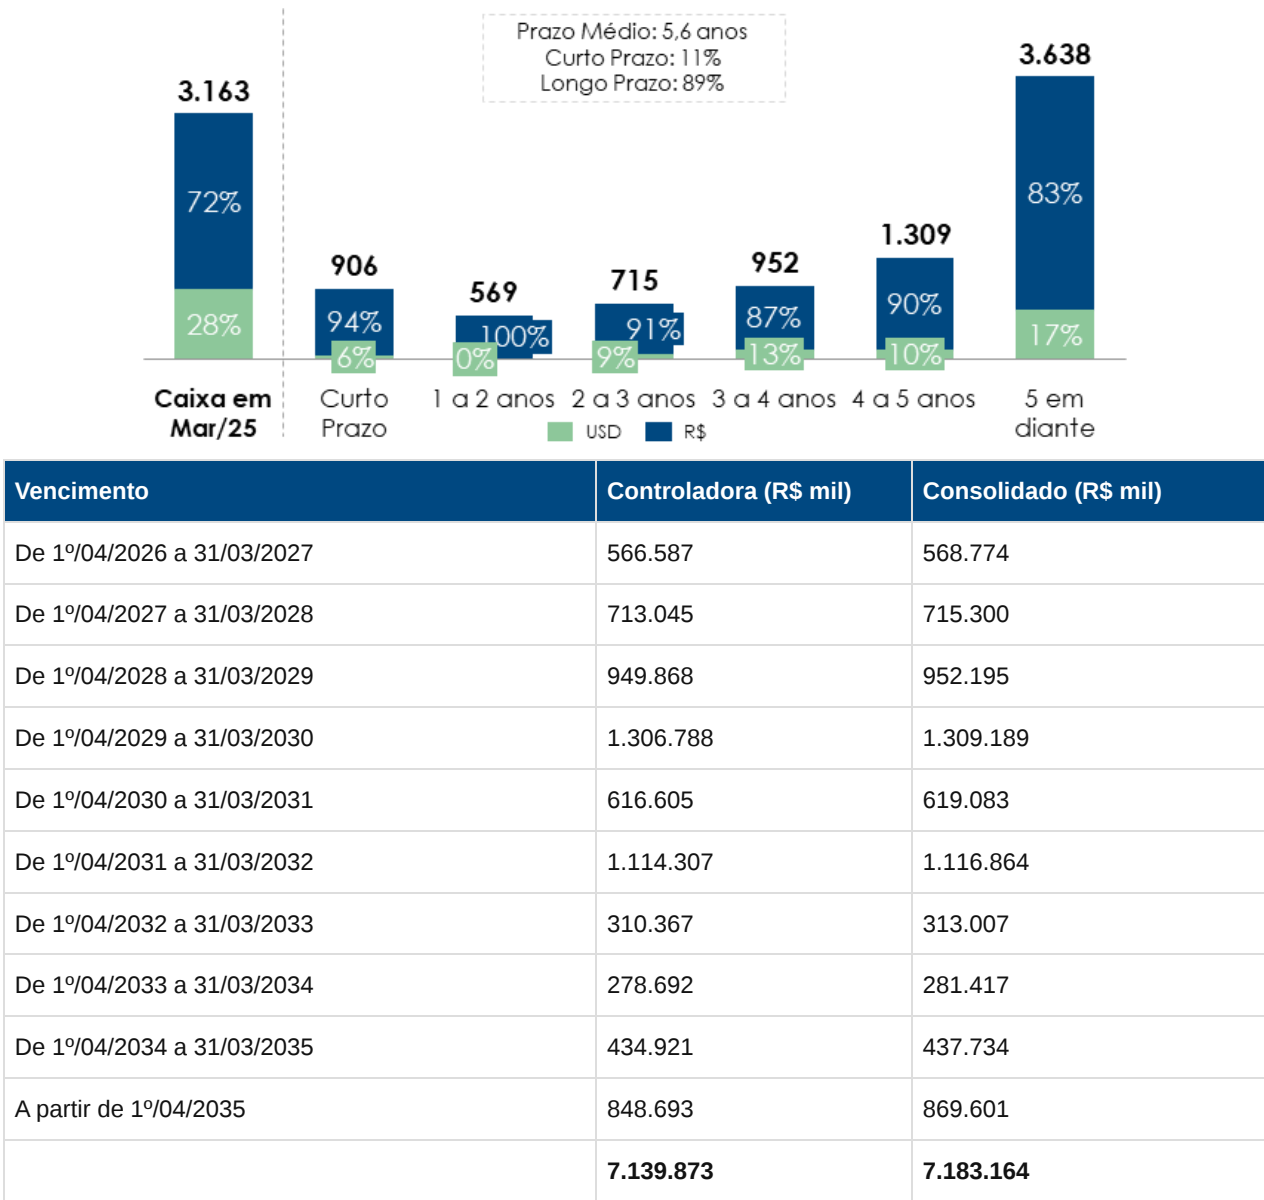 Prazo Médio: 5,6 anos
Curto Prazo: 11%
Longo Prazo: 89%
3.163
906
569
715
952
1.309
3.638
72%
94%
100%
91%
87%
90%
83%
28%
6%
0%
9%
13%
10%
17%
Caixa em Mar/25
Curto Prazo
1 a 2 anos
2 a 3 anos
3 a 4 anos
4 a 5 anos
5 em diante
USD
R$
Vencimento Controladora (R$ mil) Consolidado (R$ mil)
De 1º/04/2026 a 31/03/2027 566.587 568.774
De 1º/04/2027 a 31/03/2028 713.045 715.300
De 1º/04/2028 a 31/03/2029 949.868 952.195
De 1º/04/2029 a 31/03/2030 1.306.788 1.309.189
De 1º/04/2030 a 31/03/2031 616.605 619.083
De 1º/04/2031 a 31/03/2032 1.114.307 1.116.864
De 1º/04/2032 a 31/03/2033 310.367 313.007
De 1º/04/2033 a 31/03/2034 278.692 281.417
De 1º/04/2034 a 31/03/2035 434.921 437.734
A partir de 1º/04/2035 848.693 869.601
7.139.873 7.183.164